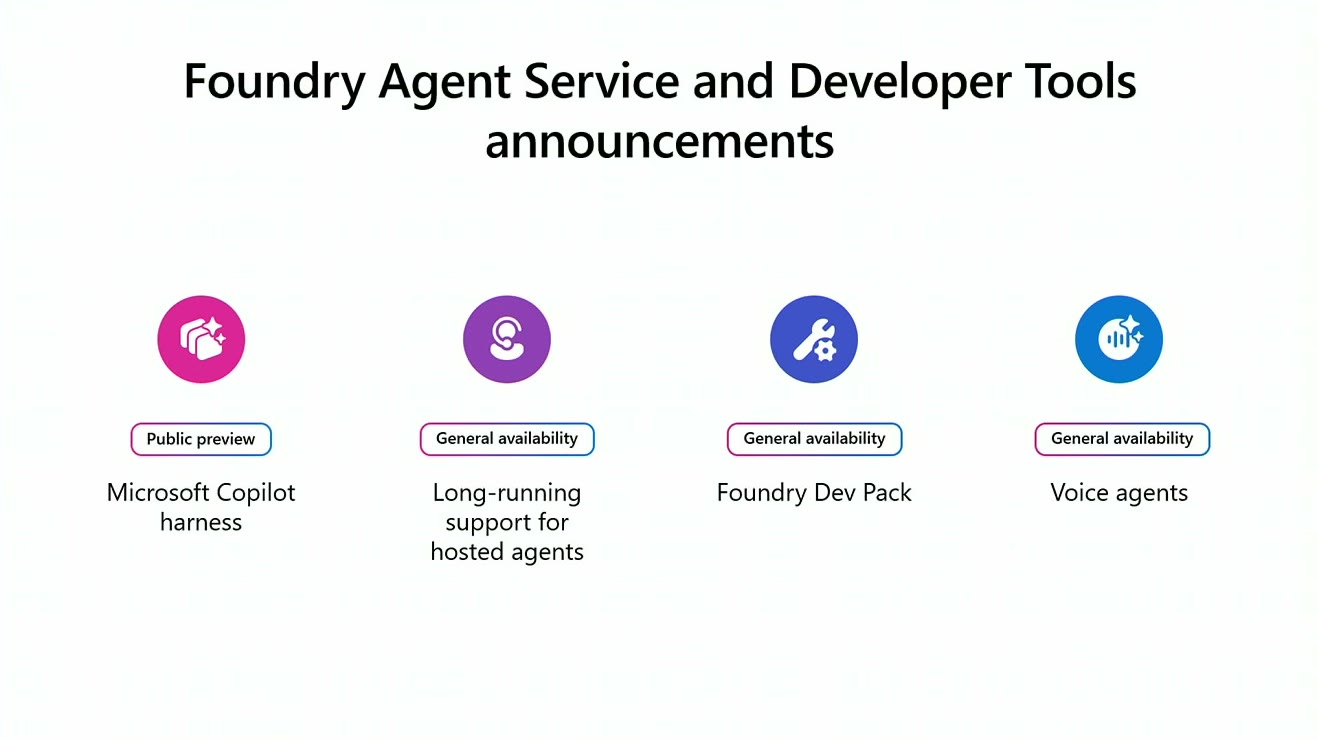 Foundry Agent Service and Developer Tools
announcements
Public preview
Microsoft Copilot
harness
General availability
Long-running
support for
hosted agents
General availability
Foundry Dev Pack
General availability
Voice agents